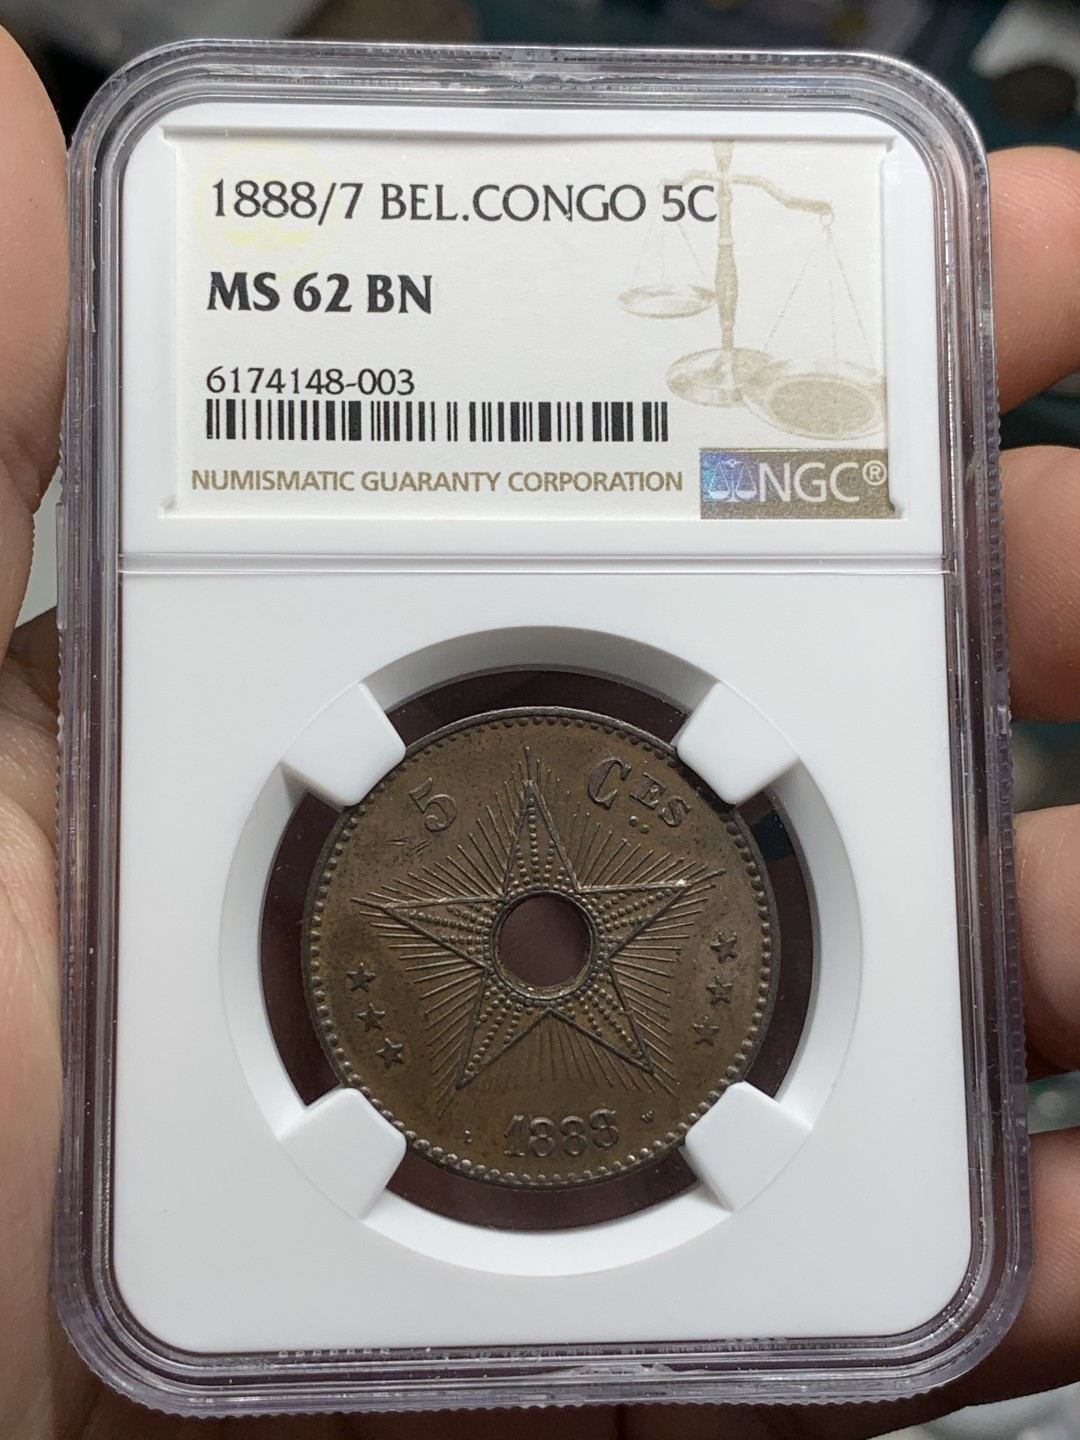 1888/7 BEL.CONGO 5C
MS 62 BN
6174148-003
NUMISMATIC GUARANTY CORPORATION
NGC®
5 CES
1888